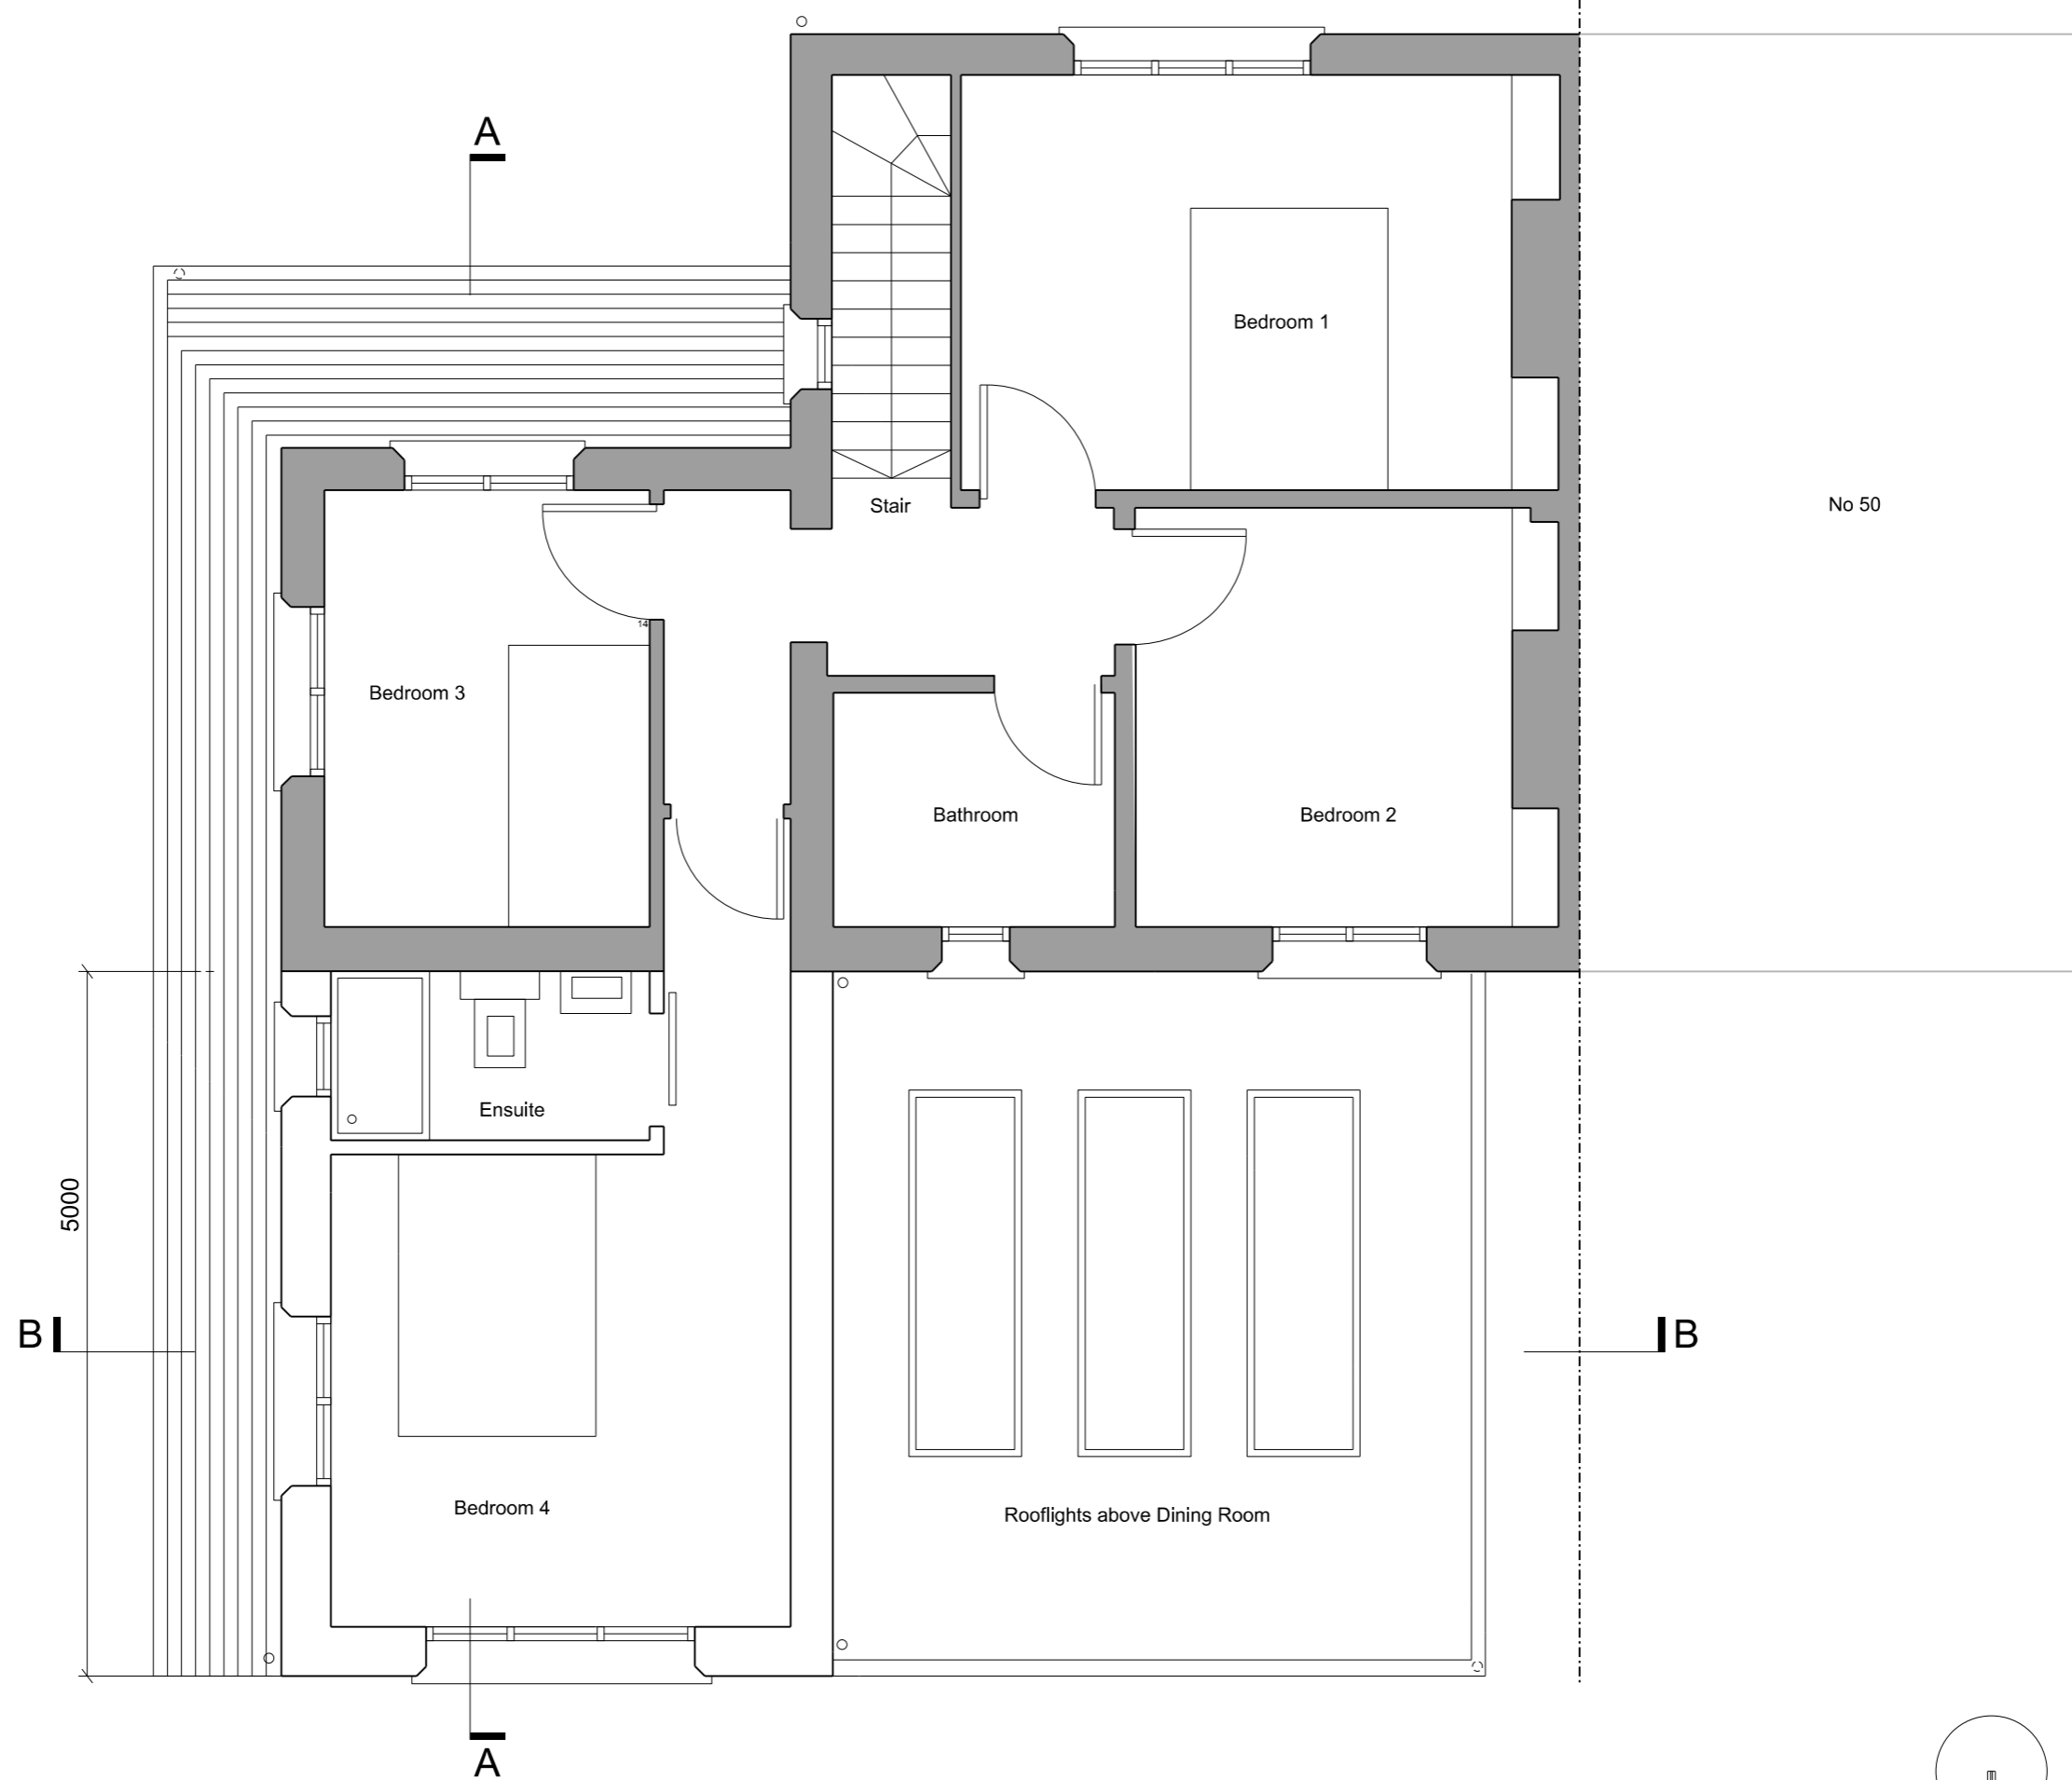 A
Bedroom 1
Stair
No 50
14
Bedroom 3
Bathroom
Bedroom 2
Ensuite
5000
B
B
Bedroom 4
Rooflights above Dining Room
A